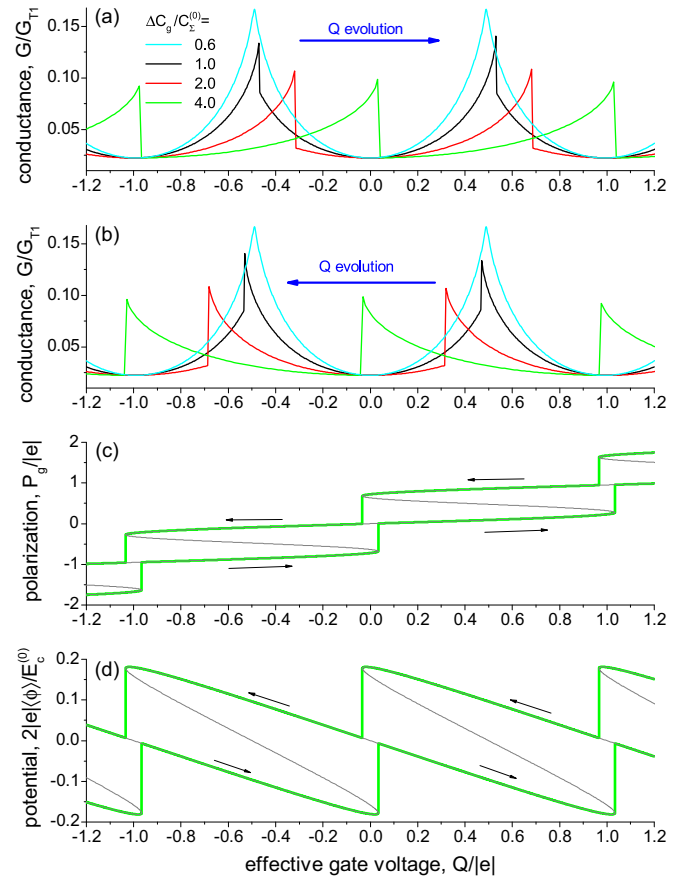 (a)
ΔC_g/C_Σ^(0)=
0.6
1.0
2.0
4.0
Q evolution
conductance, G/G_T1
0.15
0.10
0.05
-1.2 -1.0 -0.8 -0.6 -0.4 -0.2 0.0 0.2 0.4 0.6 0.8 1.0 1.2
(b)
Q evolution
conductance, G/G_T1
0.15
0.10
0.05
-1.2 -1.0 -0.8 -0.6 -0.4 -0.2 0.0 0.2 0.4 0.6 0.8 1.0 1.2
(c)
polarization, P_g/|e|
2
1
0
-1
-2
-1.2 -1.0 -0.8 -0.6 -0.4 -0.2 0.0 0.2 0.4 0.6 0.8 1.0 1.2
(d)
potential, 2|e|⟨ϕ⟩/E_c^(0)
0.2
0.1
0.0
-0.1
-0.2
-1.2 -1.0 -0.8 -0.6 -0.4 -0.2 0.0 0.2 0.4 0.6 0.8 1.0 1.2
effective gate voltage, Q/|e|